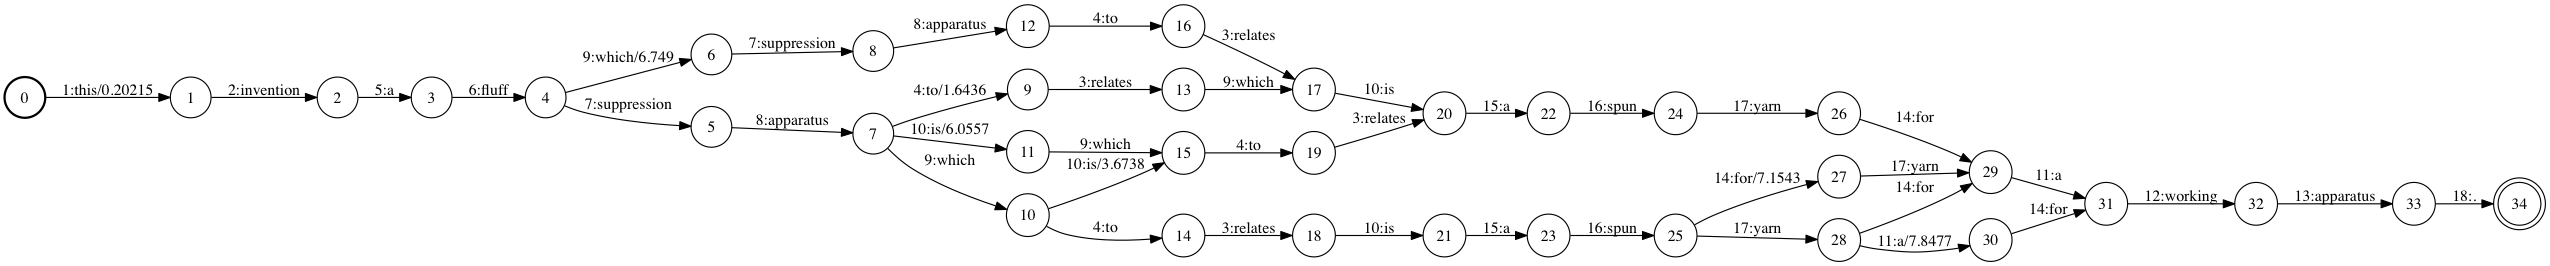 0 1:this/0.20215 1 2:invention 2 5:a 3 6:fluff 4
9:which/6.749 6 7:suppression 8 8:apparatus 12 4:to 16 3:relates
7:suppression 5 8:apparatus 7
4:to/1.6436 9 3:relates 13 9:which 17 10:is
10:is/6.0557 11 9:which 15 4:to 19 3:relates
9:which 10 10:is/3.6738
20 15:a 22 16:spun 24 17:yarn 26 14:for
4:to 14 3:relates 18 10:is 21 15:a 23 16:spun 25
14:for/7.1543 27 17:yarn 29 11:a
17:yarn 28 14:for
11:a/7.8477 30 14:for
31 12:working 32 13:apparatus 33 18:. 34